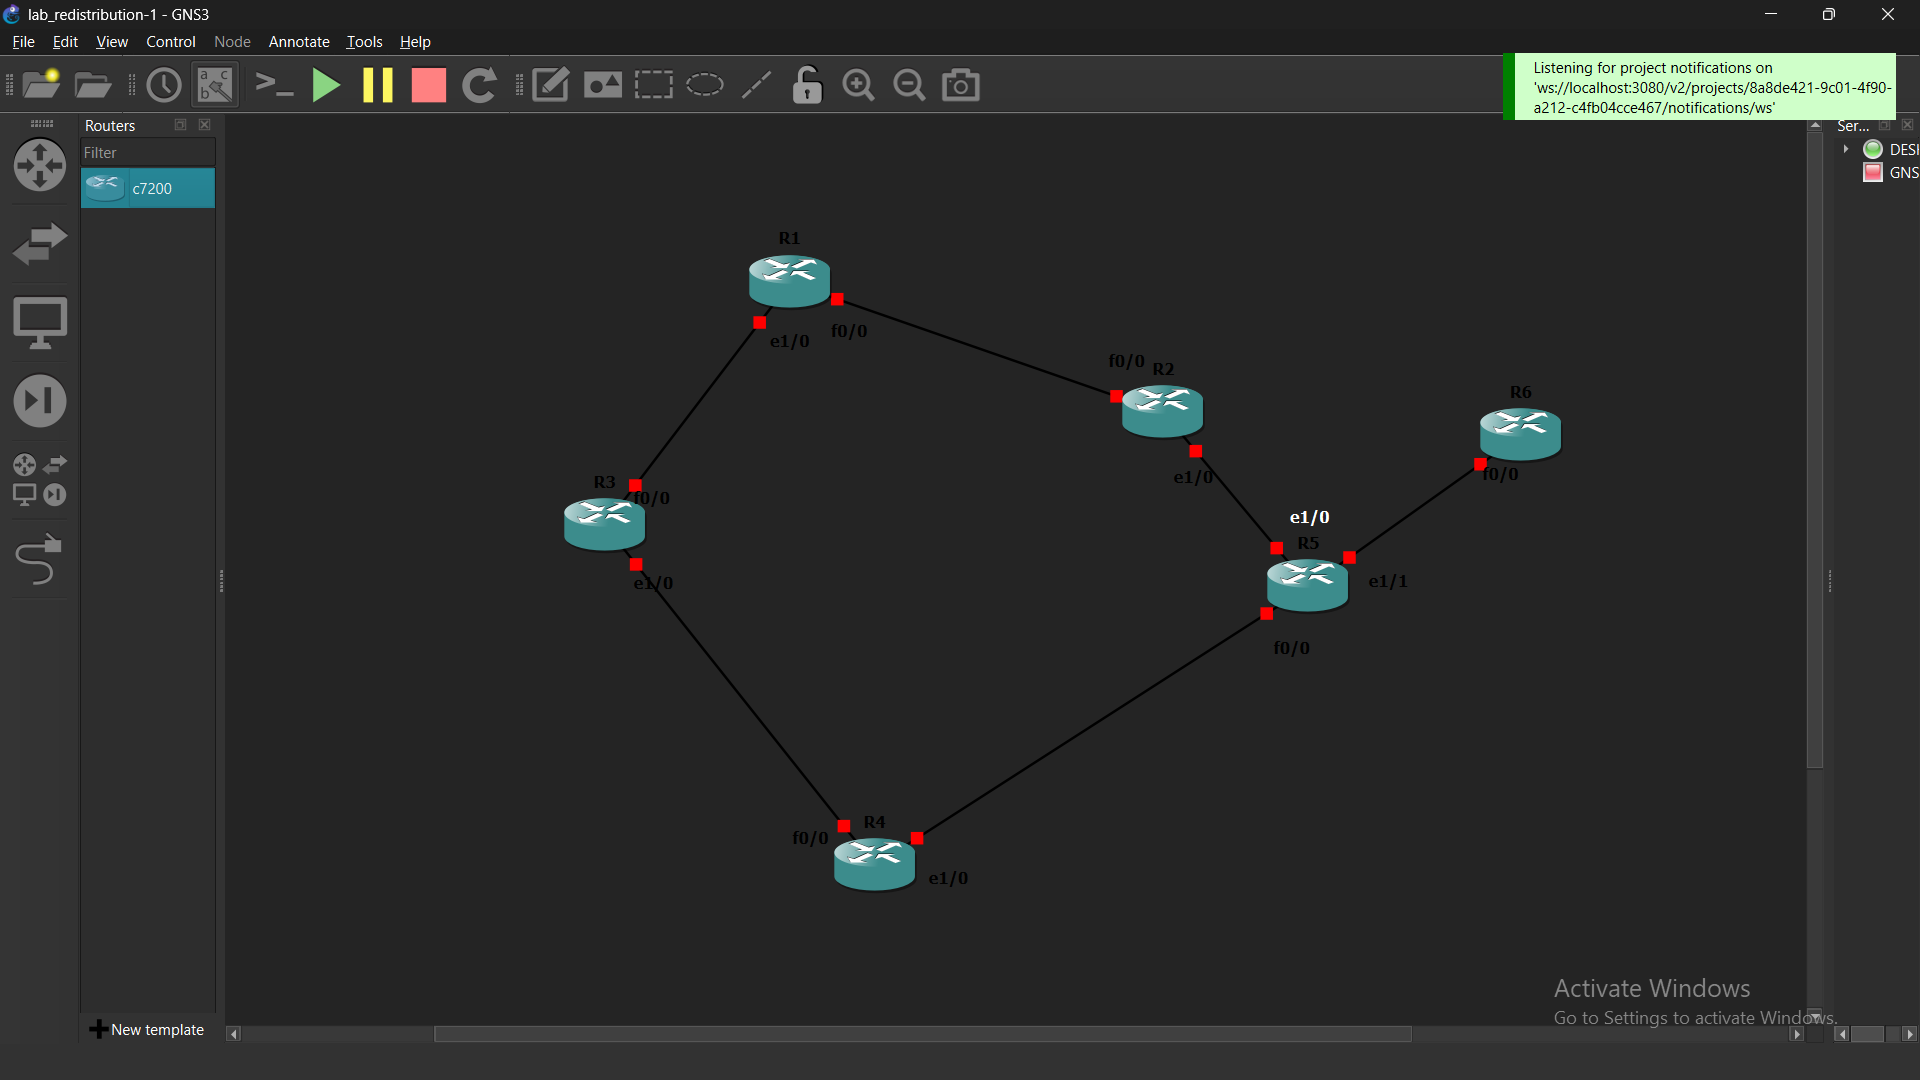 lab_redistribution-1 - GNS3
File Edit View Control Node Annotate Tools Help
Listening for project notifications on
'ws://localhost:3080/v2/projects/8a8de421-9c01-4f90-
a212-c4fb04cce467/notifications/ws'
Routers
Ser...
Filter
c7200
DESI
GNS
R1
e1/0
f0/0
f0/0
R2
e1/0
R6
f0/0
R3
f0/0
e1/0
e1/0
R5
e1/1
f0/0
R4
f0/0
e1/0
Activate Windows
Go to Settings to activate Windows.
New template